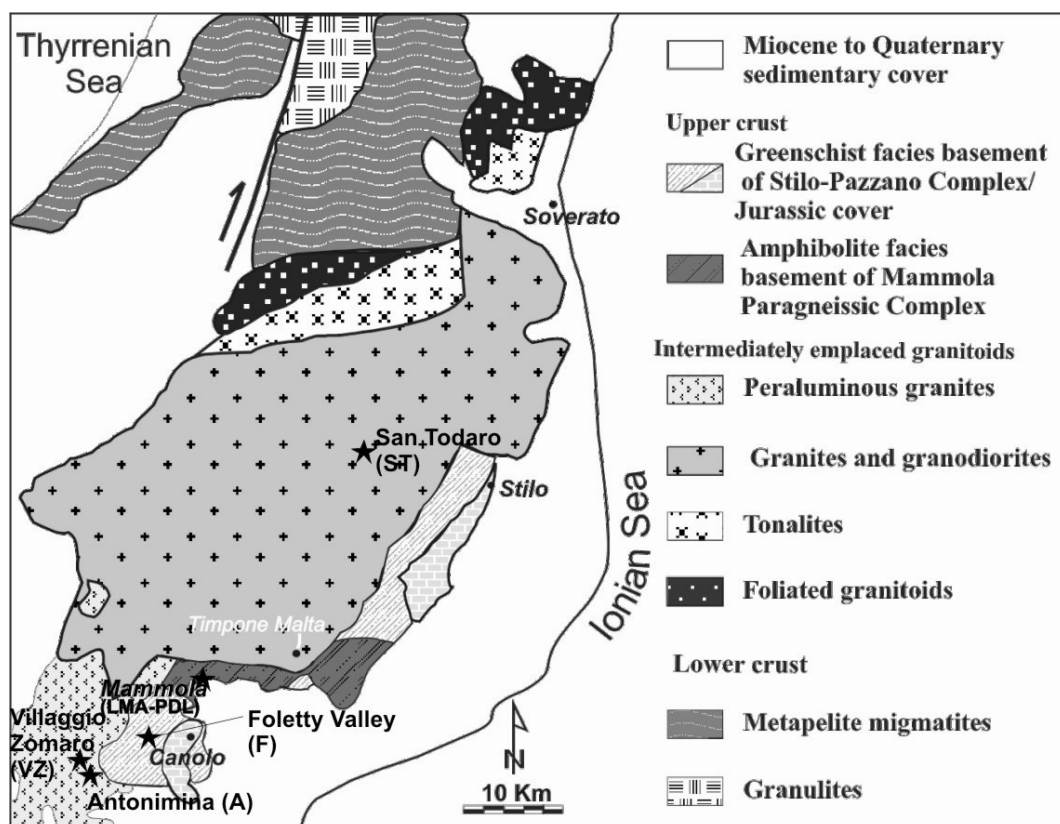 Thyrrenian
Sea
Soverato
San Todaro
(ST)
Stilo
Ionian Sea
Timpone Malta
Mammola
(LMA-PDL)
Villaggio
Zomaro
(VZ)
Foletty Valley
(F)
Canolo
Antonimina (A)
N
10 Km
Miocene to Quaternary
sedimentary cover
Upper crust
Greenschist facies basement
of Stilo-Pazzano Complex/
Jurassic cover
Amphibolite facies
basement of Mammola
Paragneissic Complex
Intermediately emplaced granitoids
Peraluminous granites
Granites and granodiorites
Tonalites
Foliated granitoids
Lower crust
Metapelite migmatites
Granulites